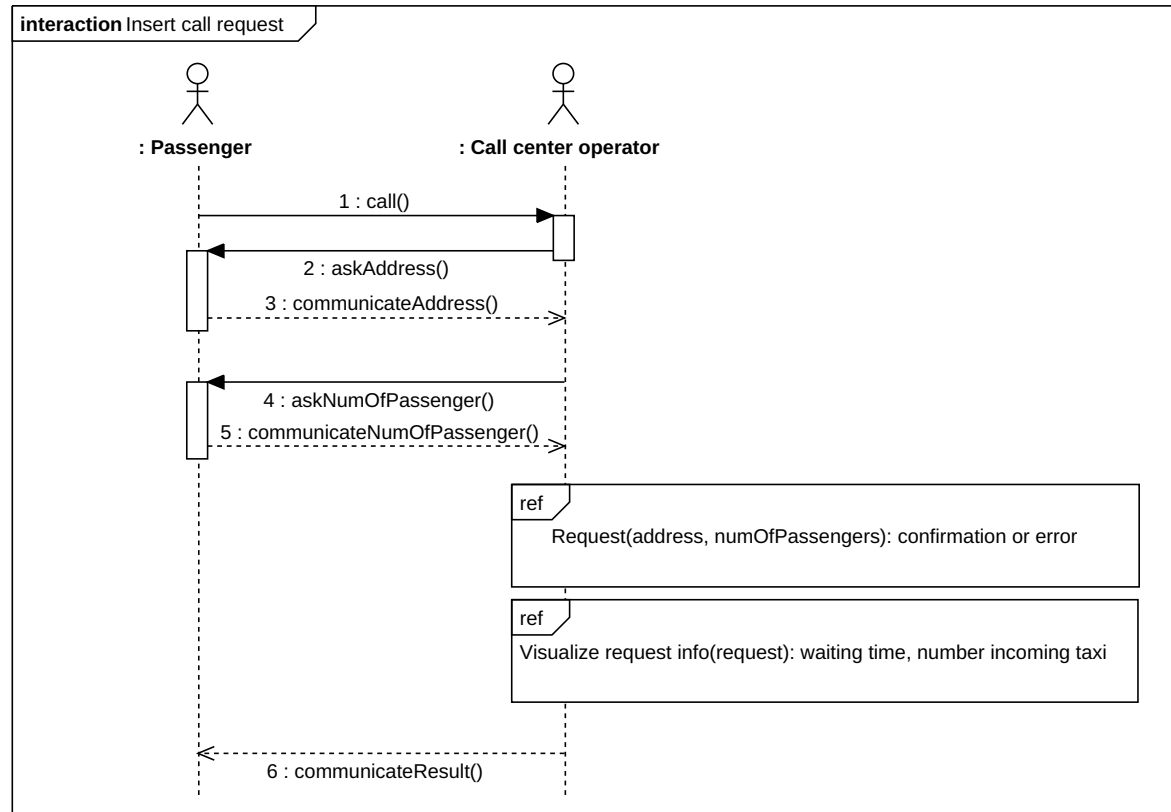 interaction Insert call request
: Passenger
: Call center operator
1 : call()
2 : askAddress()
3 : communicateAddress()
4 : askNumOfPassenger()
5 : communicateNumOfPassenger()
ref
Request(address, numOfPassengers): confirmation or error
ref
Visualize request info(request): waiting time, number incoming taxi
6 : communicateResult()